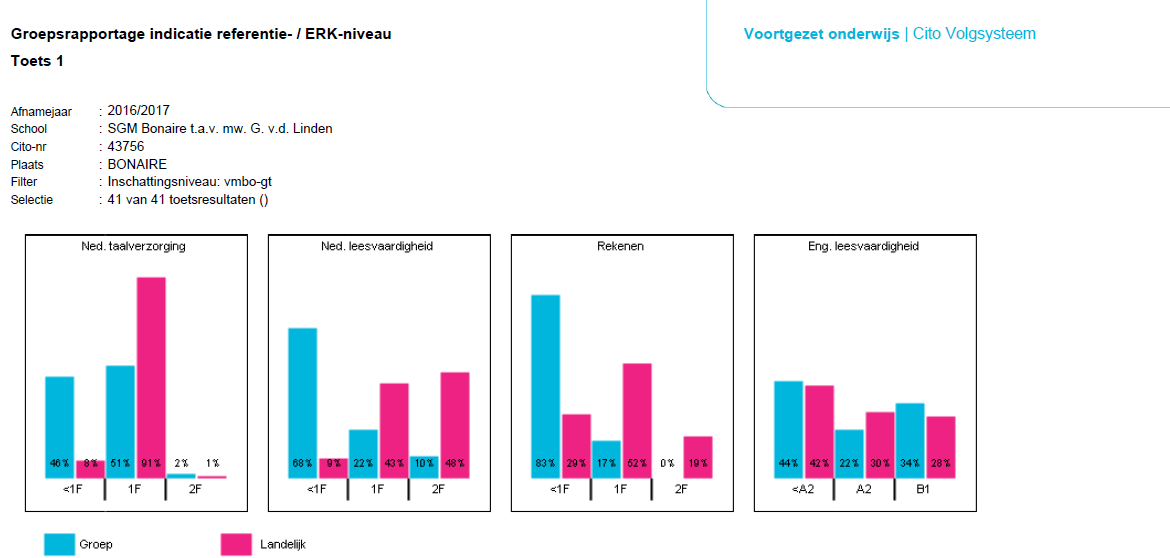 Groepsrapportage indicatie referentie- / ERK-niveau
Voortgezet onderwijs | Cito Volgsysteem
Toets 1
Afnamejaar : 2016/2017
School : SGM Bonaire t.a.v. mw. G. v.d. Linden
Cito-nr : 43756
Plaats : BONAIRE
Filter : Inschattingsniveau: vmbo-gt
Selectie : 41 van 41 toetsresultaten ()
Ned. taalverzorging
46% 8% 51% 91% 2% 1%
<1F 1F 2F
Ned. leesvaardigheid
68% 9% 22% 43% 10% 48%
<1F 1F 2F
Rekenen
83% 29% 17% 52% 0% 19%
<1F 1F 2F
Eng. leesvaardigheid
44% 42% 22% 30% 34% 28%
<A2 A2 B1
Groep Landelijk